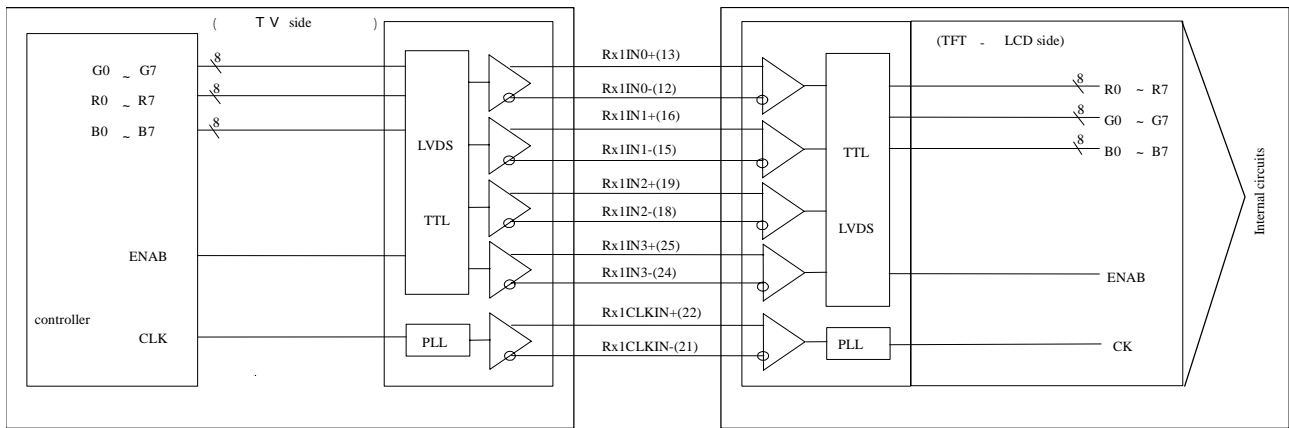 ( TV side )
G0 ~ G7
8
R0 ~ R7
8
B0 ~ B7
8
ENAB
controller
CLK
LVDS
TTL
PLL
Rx1IN0+(13)
Rx1IN0-(12)
Rx1IN1+(16)
Rx1IN1-(15)
Rx1IN2+(19)
Rx1IN2-(18)
Rx1IN3+(25)
Rx1IN3-(24)
Rx1CLKIN+(22)
Rx1CLKIN-(21)
(TFT - LCD side)
TTL
LVDS
PLL
8
R0 ~ R7
8
G0 ~ G7
8
B0 ~ B7
ENAB
CK
Internal circuits